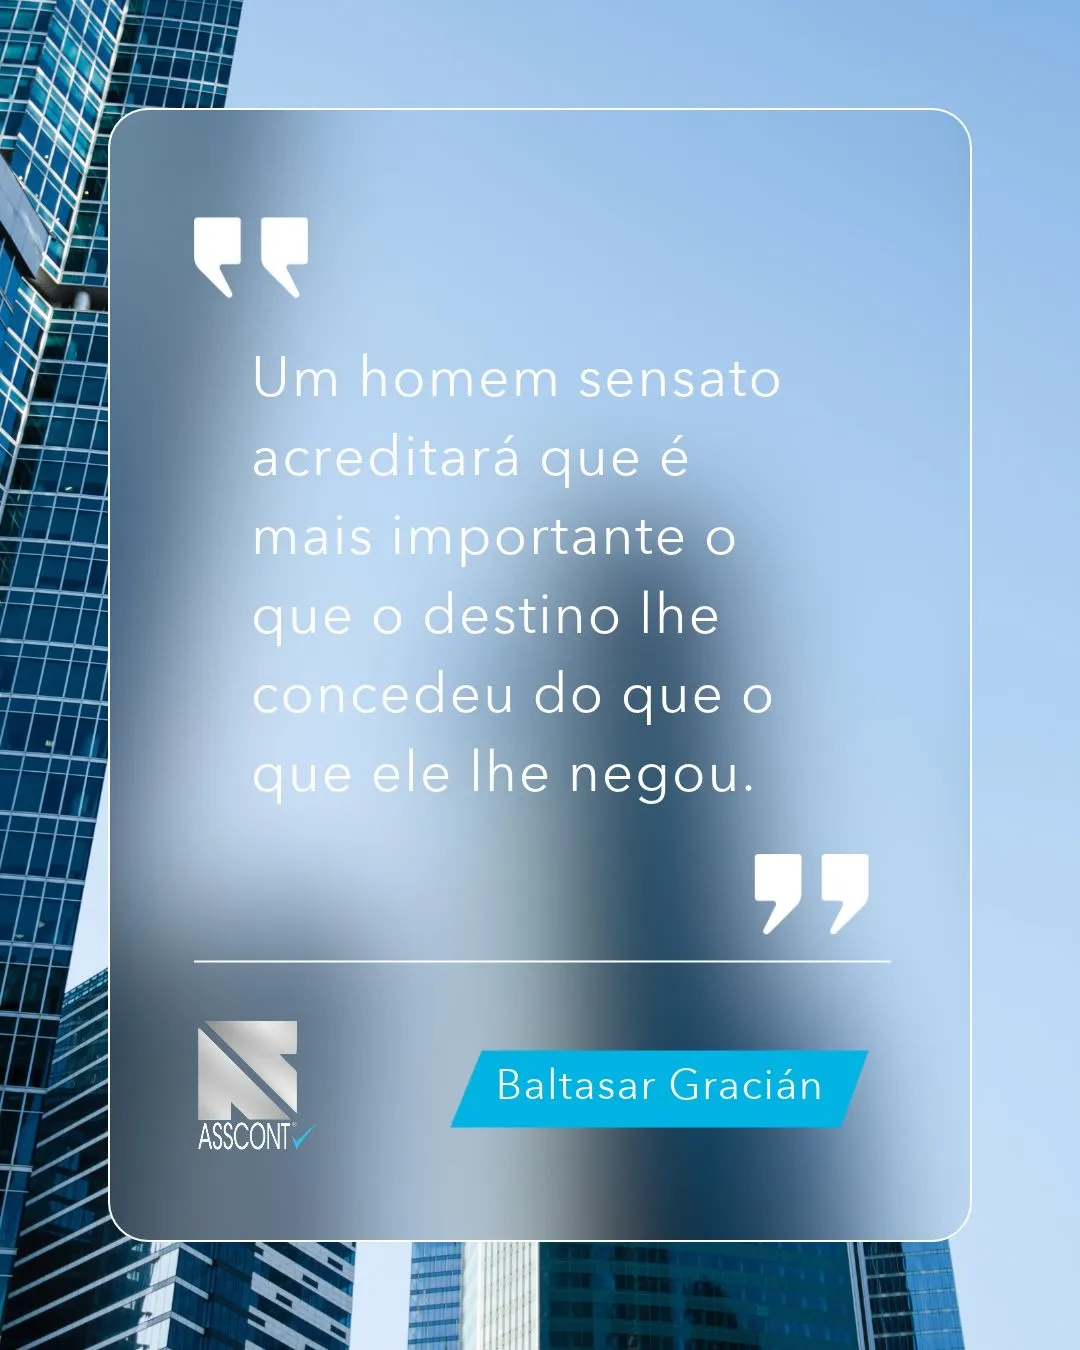 Um homem sensato
acreditará que é
mais importante o
que o destino lhe
concedeu do que o
que ele lhe negou.
Baltasar Gracián
ASSCONT®